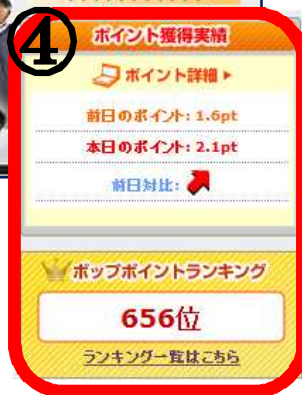 ④
ポイント獲得実績
ポイント詳細
前日のポイント: 1.6pt
本日のポイント: 2.1pt
前日対比:
ポップポイントランキング
656位
ランキング一覧はこちら